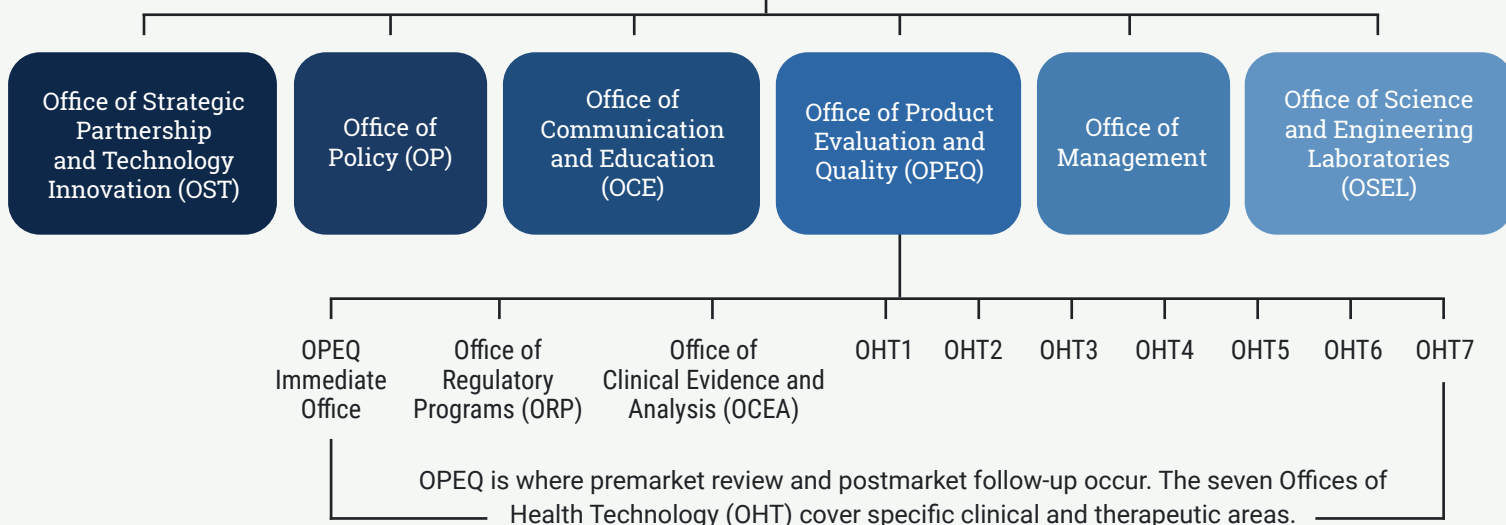 Office of Strategic
Partnership
and Technology
Innovation (OST)
Office of
Policy (OP)
Office of
Communication
and Education
(OCE)
Office of Product
Evaluation and
Quality (OPEQ)
Office of
Management
Office of Science
and Engineering
Laboratories
(OSEL)
OPEQ
Immediate
Office
Office of
Regulatory
Programs (ORP)
Office of
Clinical Evidence and
Analysis (OCEA)
OHT1
OHT2
OHT3
OHT4
OHT5
OHT6
OHT7
OPEQ is where premarket review and postmarket follow-up occur. The seven Offices of
Health Technology (OHT) cover specific clinical and therapeutic areas.